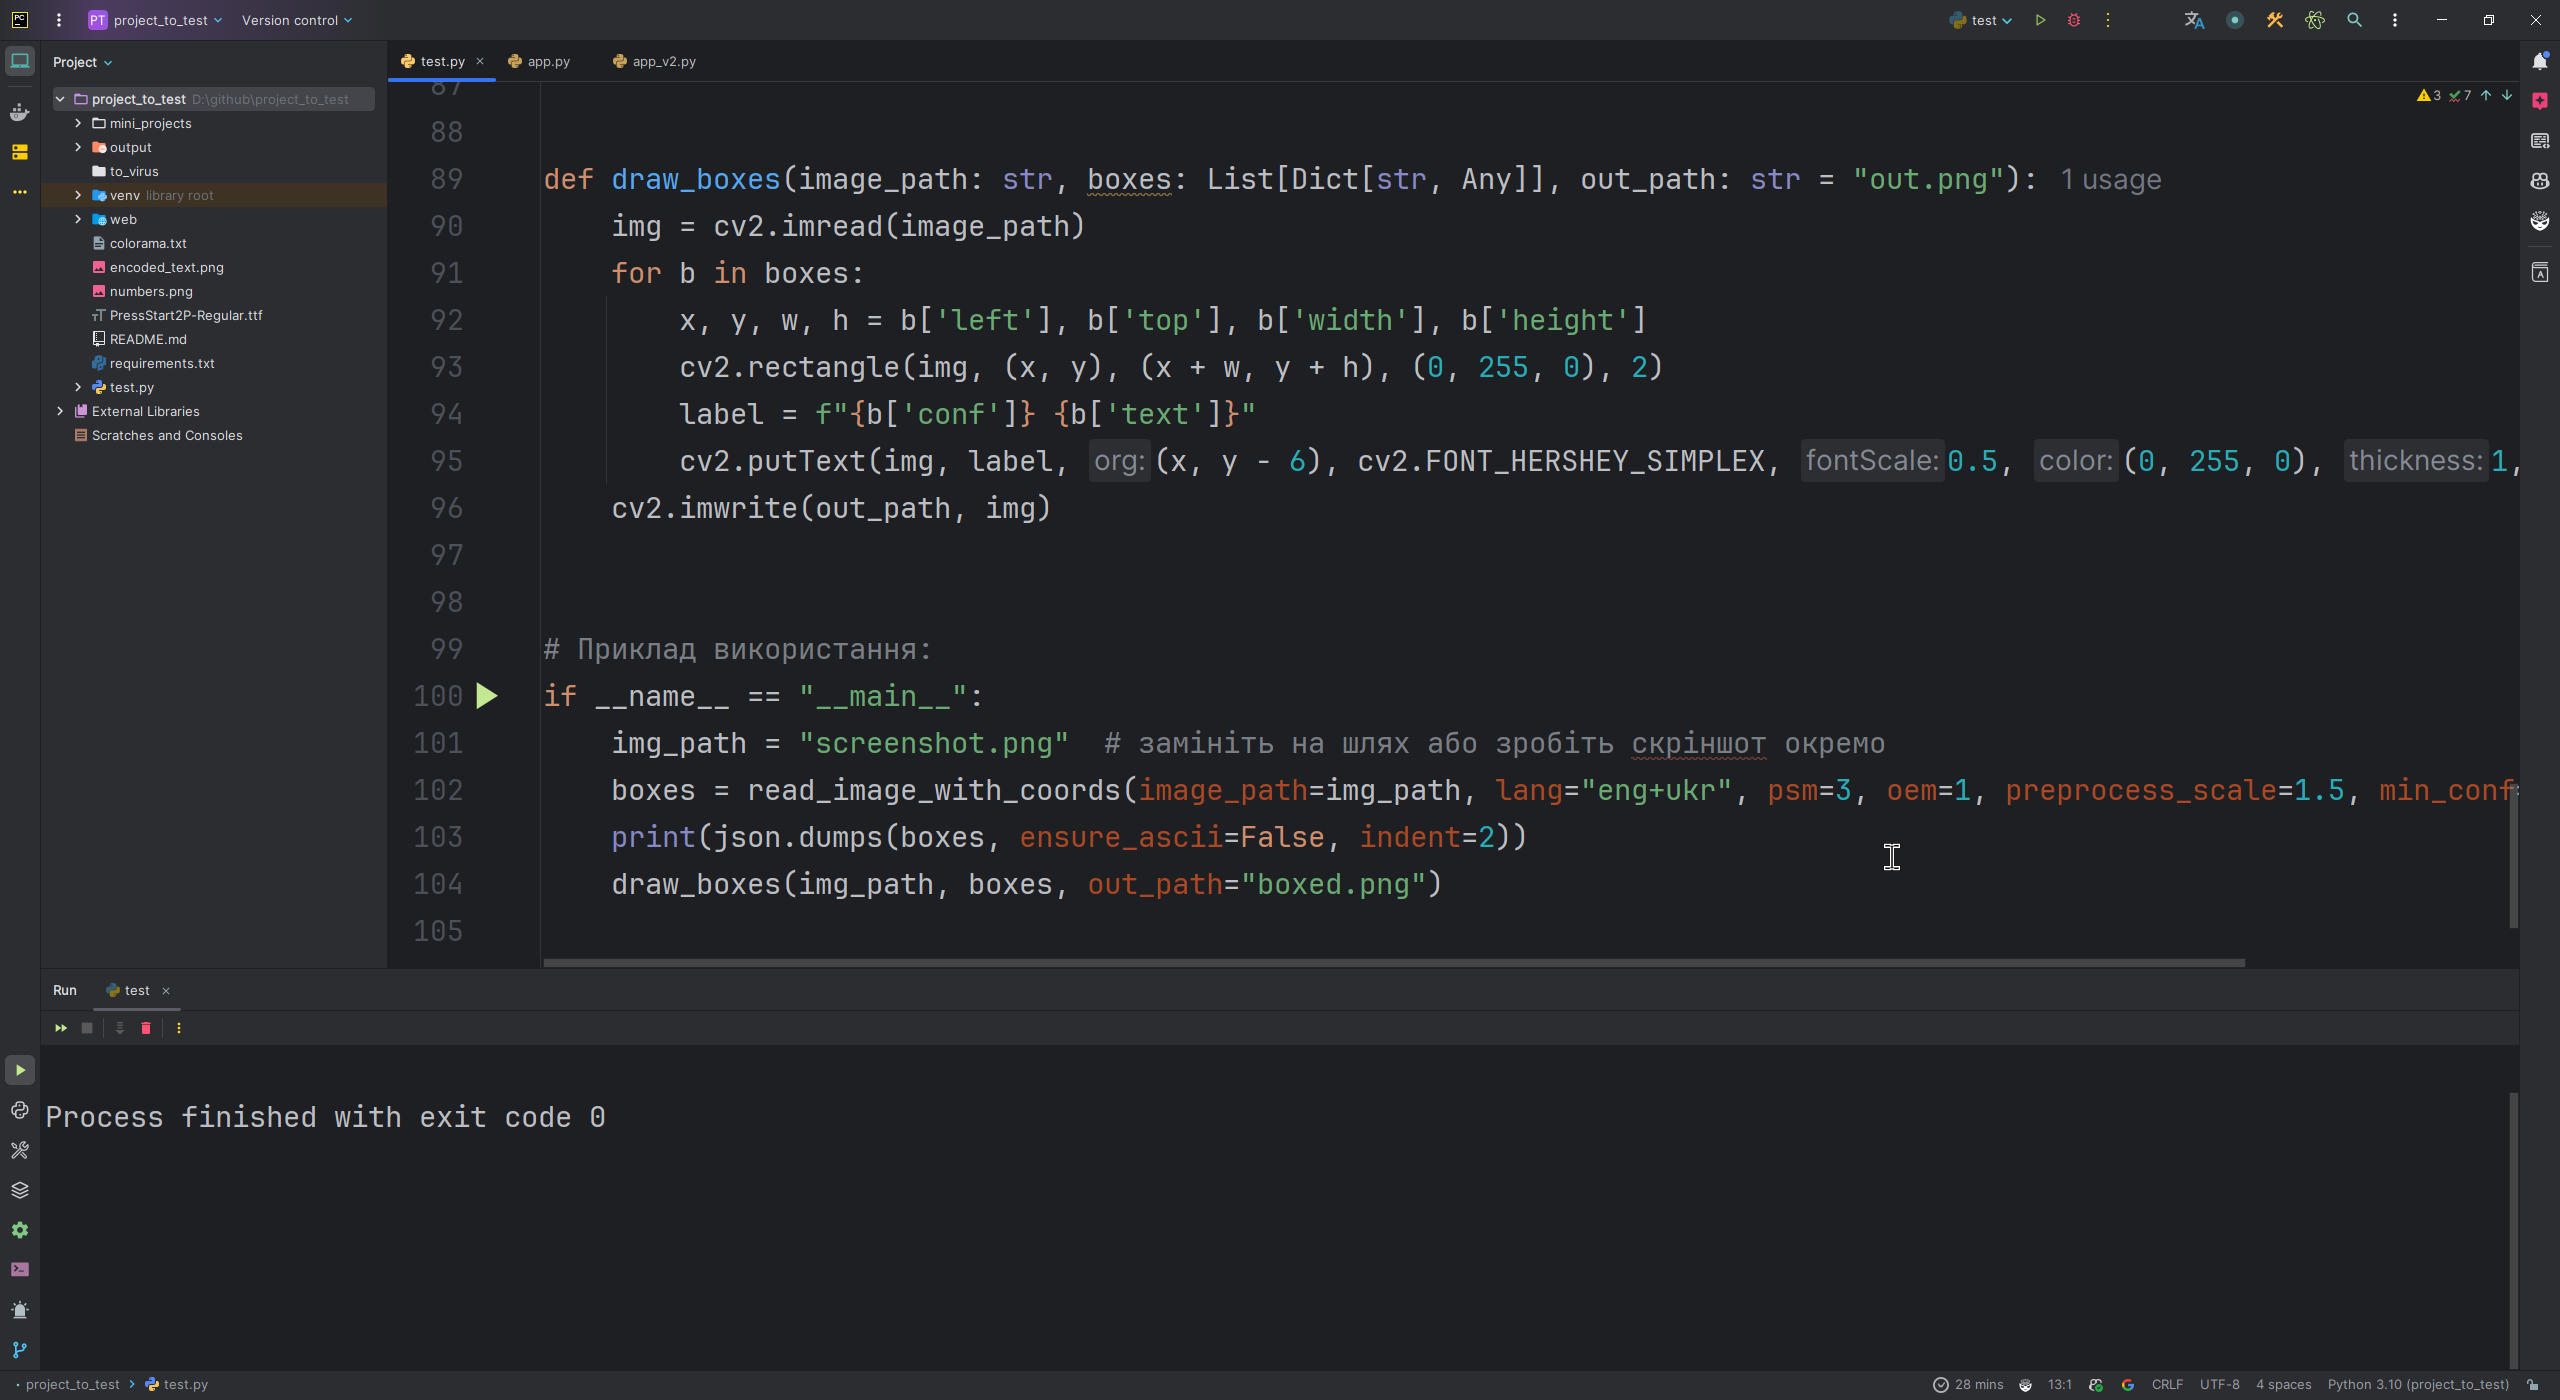 PT project_to_test Version control test
Project
test.py app.py app_v2.py
project_to_test D:\github\project_to_test
mini_projects
output
to_virus
venv library root
web
colorama.txt
encoded_text.png
numbers.png
PressStart2P-Regular.ttf
README.md
requirements.txt
test.py
External Libraries
Scratches and Consoles
3 7
87
88
89 def draw_boxes(image_path: str, boxes: List[Dict[str, Any]], out_path: str = "out.png"): 1 usage
90 img = cv2.imread(image_path)
91 for b in boxes:
92 x, y, w, h = b['left'], b['top'], b['width'], b['height']
93 cv2.rectangle(img, (x, y), (x + w, y + h), (0, 255, 0), 2)
94 label = f"{b['conf']} {b['text']}"
95 cv2.putText(img, label, org: (x, y - 6), cv2.FONT_HERSHEY_SIMPLEX, fontScale: 0.5, color: (0, 255, 0), thickness: 1,
96 cv2.imwrite(out_path, img)
97
98
99 # Приклад використання:
100 if __name__ == "__main__":
101 img_path = "screenshot.png" # замініть на шлях або зробіть скріншот окремо
102 boxes = read_image_with_coords(image_path=img_path, lang="eng+ukr", psm=3, oem=1, preprocess_scale=1.5, min_conf
103 print(json.dumps(boxes, ensure_ascii=False, indent=2))
104 draw_boxes(img_path, boxes, out_path="boxed.png")
105
Run test
Process finished with exit code 0
project_to_test test.py 28 mins 13:1 CRLF UTF-8 4 spaces Python 3.10 (project_to_test)